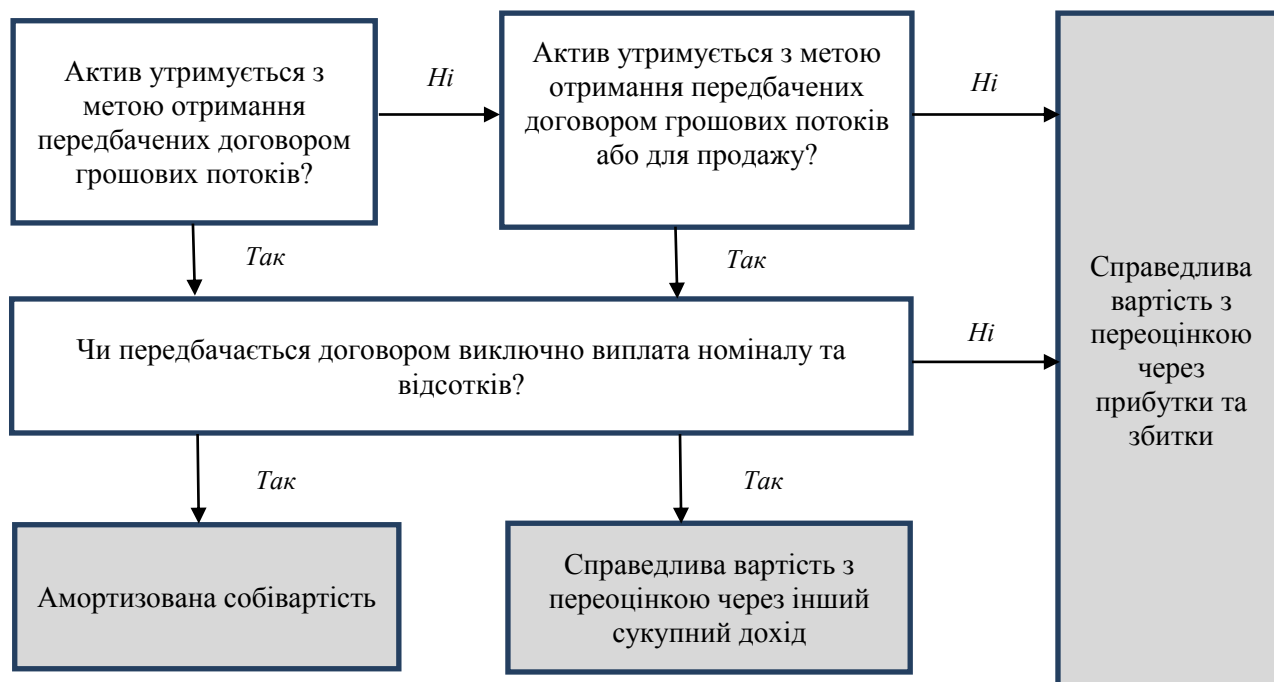 Актив утримується з
метою отримання
передбачених договором
грошових потоків?
Ні
Актив утримується з метою
отримання передбачених
договором грошових потоків
або для продажу?
Ні
Так
Так
Чи передбачається договором виключно виплата номіналу та
відсотків?
Ні
Справедлива
вартість з
переоцінкою
через
прибутки та
збитки
Так
Так
Амортизована собівартість
Справедлива вартість з
переоцінкою через інший
сукупний дохід